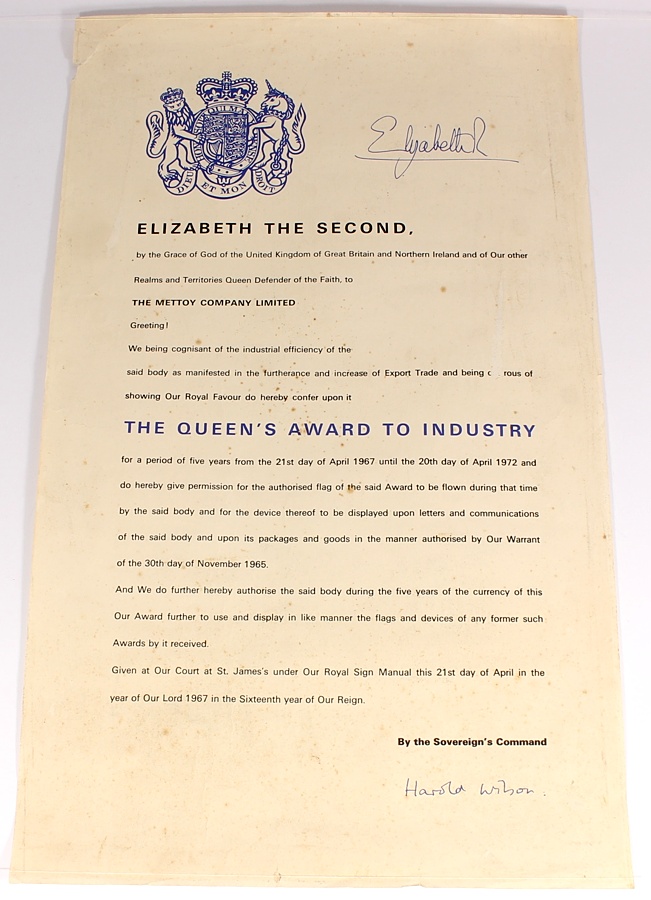 HONI SOIT QUI MAL Y PENSE
DIEU ET MON DROIT
Elizabeth R
ELIZABETH THE SECOND,
by the Grace of God of the United Kingdom of Great Britain and Northern Ireland and of Our other
Realms and Territories Queen Defender of the Faith, to
THE METTOY COMPANY LIMITED
Greeting!
We being cognisant of the industrial efficiency of the
said body as manifested in the furtherance and increase of Export Trade and being rous of
showing Our Royal Favour do hereby confer upon it
THE QUEEN'S AWARD TO INDUSTRY
for a period of five years from the 21st day of April 1967 until the 20th day of April 1972 and
do hereby give permission for the authorised flag of the said Award to be flown during that time
by the said body and for the device thereof to be displayed upon letters and communications
of the said body and upon its packages and goods in the manner authorised by Our Warrant
of the 30th day of November 1965.
And We do further hereby authorise the said body during the five years of the currency of this
Our Award further to use and display in like manner the flags and devices of any former such
Awards by it received.
Given at Our Court at St. James's under Our Royal Sign Manual this 21st day of April in the
year of Our Lord 1967 in the Sixteenth year of Our Reign.
By the Sovereign's Command
Harold Wilson.